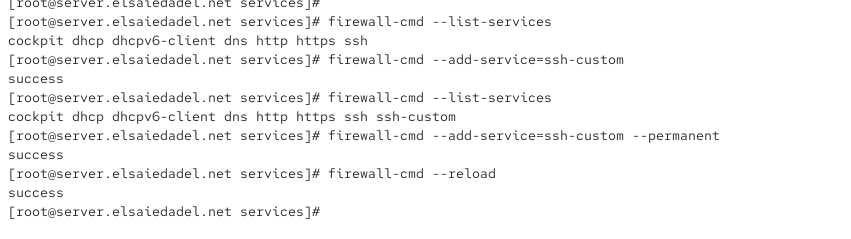 [root@server.elsaiedadel.net services]#
[root@server.elsaiedadel.net services]# firewall-cmd --list-services
cockpit dhcp dhcpv6-client dns http https ssh
[root@server.elsaiedadel.net services]# firewall-cmd --add-service=ssh-custom
success
[root@server.elsaiedadel.net services]# firewall-cmd --list-services
cockpit dhcp dhcpv6-client dns http https ssh ssh-custom
[root@server.elsaiedadel.net services]# firewall-cmd --add-service=ssh-custom --permanent
success
[root@server.elsaiedadel.net services]# firewall-cmd --reload
success
[root@server.elsaiedadel.net services]#